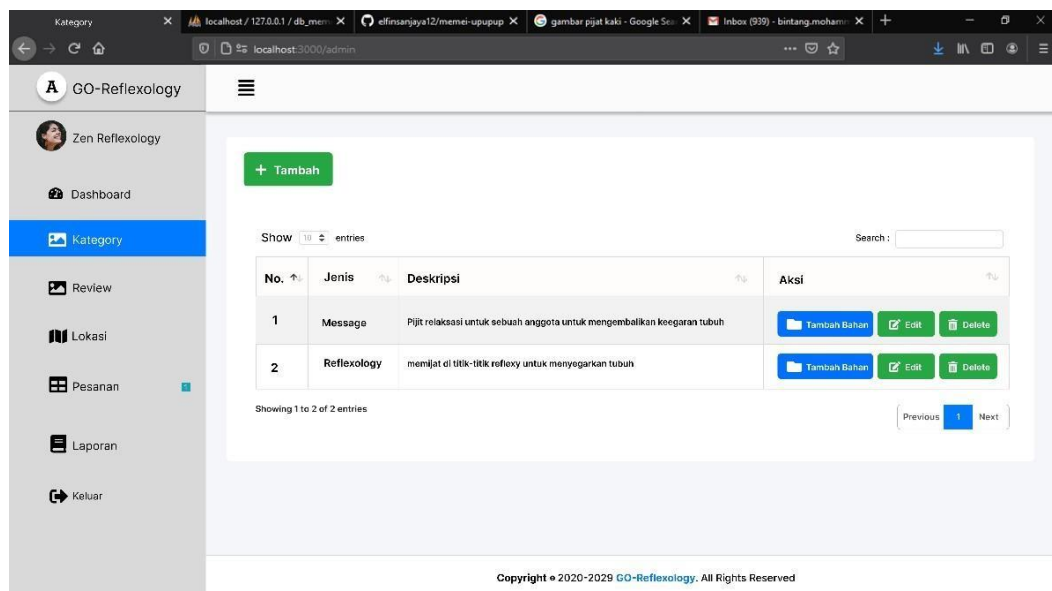 Kategory
localhost / 127.0.0.1 / db_mem
elfinsanjaya12/memei-upupup
gambar pijat kaki - Google Sea
Inbox (939) - bintang.moham
localhost:3000/admin
A GO-Reflexology
Zen Reflexology
Dashboard
Kategory
Review
Lokasi
Pesanan 1
Laporan
Keluar
+ Tambah
Show 10 entries
Search :
No. Jenis Deskripsi Aksi
1 Message Pijit relaksasi untuk sebuah anggota untuk mengembalikan keegaran tubuh Tambah Bahan Edit Delete
2 Reflexology memijat di titik-titik reflexy untuk menyegarkan tubuh Tambah Bahan Edit Delete
Showing 1 to 2 of 2 entries
Previous 1 Next
Copyright © 2020-2029 GO-Reflexology. All Rights Reserved